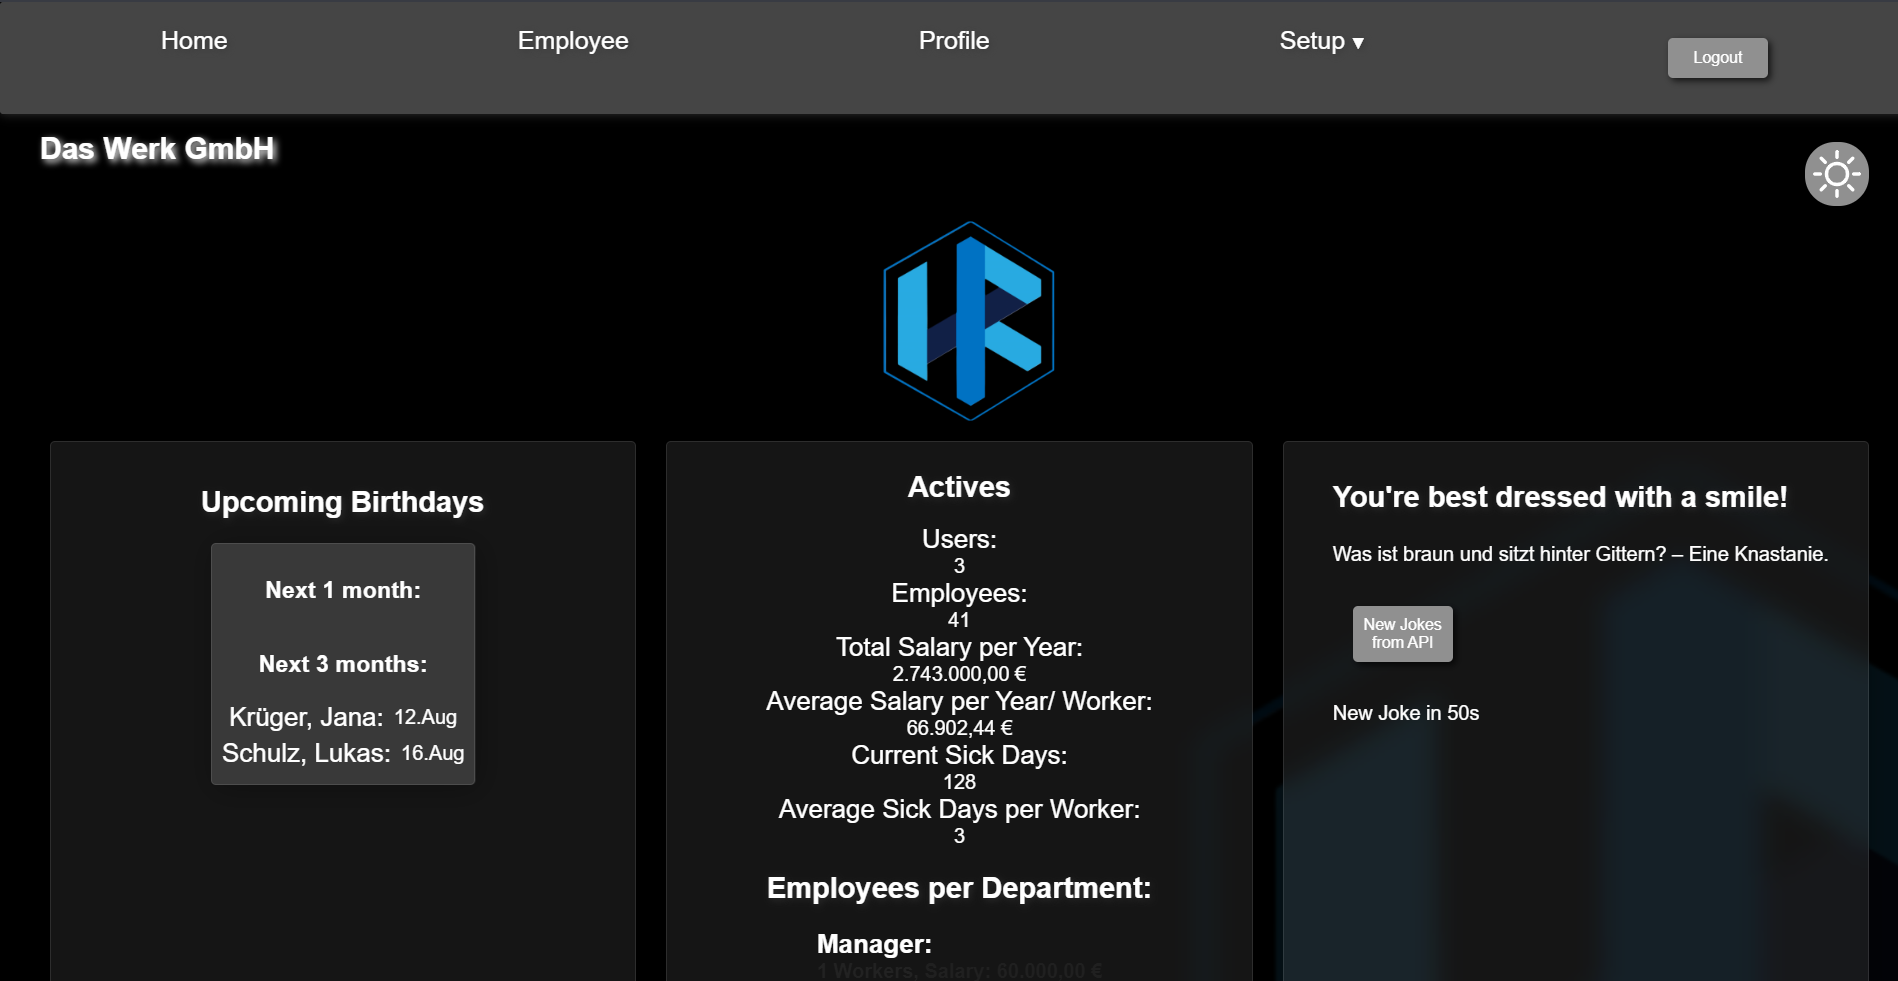 Home
Employee
Profile
Setup ▼
Logout
Das Werk GmbH
Upcoming Birthdays
Next 1 month:
Next 3 months:
Krüger, Jana: 12.Aug
Schulz, Lukas: 16.Aug
Actives
Users:
3
Employees:
41
Total Salary per Year:
2.743.000,00 €
Average Salary per Year/ Worker:
66.902,44 €
Current Sick Days:
128
Average Sick Days per Worker:
3
Employees per Department:
Manager:
1 Workers, Salary: 60.000,00 €
You're best dressed with a smile!
Was ist braun und sitzt hinter Gittern? – Eine Knastanie.
New Jokes
from API
New Joke in 50s